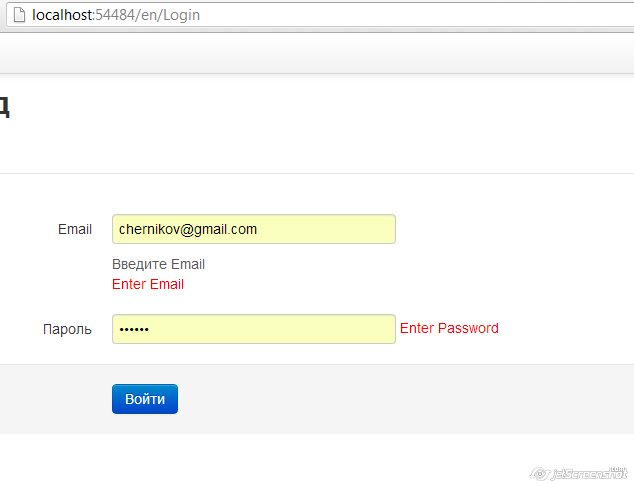 localhost:54484/en/Login
д
Email chernikov@gmail.com
Введите Email
Enter Email
Пароль •••••• Enter Password
Войти
jetScreenshot